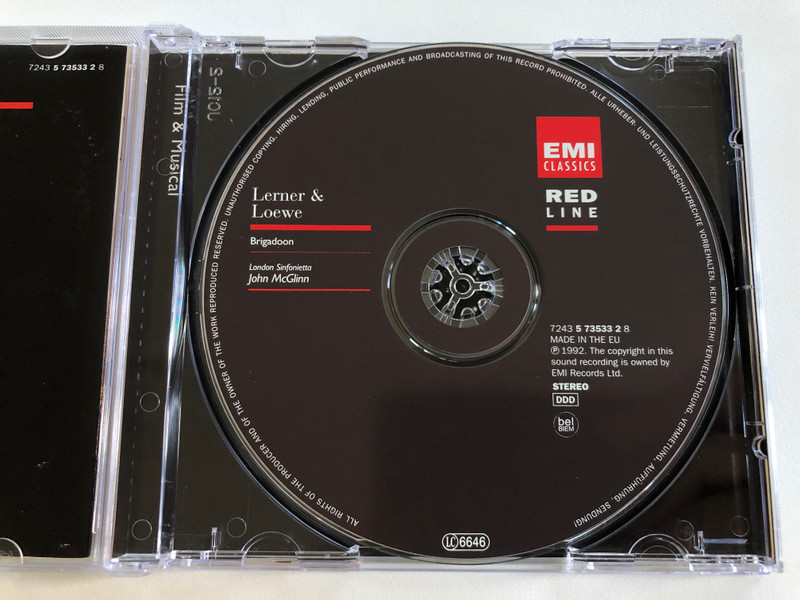 7243 5 73533 2 8
Film & Musical
ALL RIGHTS OF THE PRODUCER AND OF THE OWNER OF THE WORK REPRODUCED RESERVED. UNAUTHORISED COPYING, HIRING, LENDING, PUBLIC PERFORMANCE AND BROADCASTING OF THIS RECORD PROHIBITED. ALLE URHEBER- UND LEISTUNGSSCHUTZRECHTE VORBEHALTEN. KEIN VERLEIH! VERVIELFÄLTIGUNG, VERMIETUNG, AUFFÜHRUNG, SENDUNG!
EMI
CLASSICS
RED
LINE
Lerner &
Loewe
Brigadoon
London Sinfonietta
John McGlinn
7243 5 73533 2 8
MADE IN THE EU
℗ 1992. The copyright in this
sound recording is owned by
EMI Records Ltd.
STEREO
DDD
bel
BIEM
LC 6646